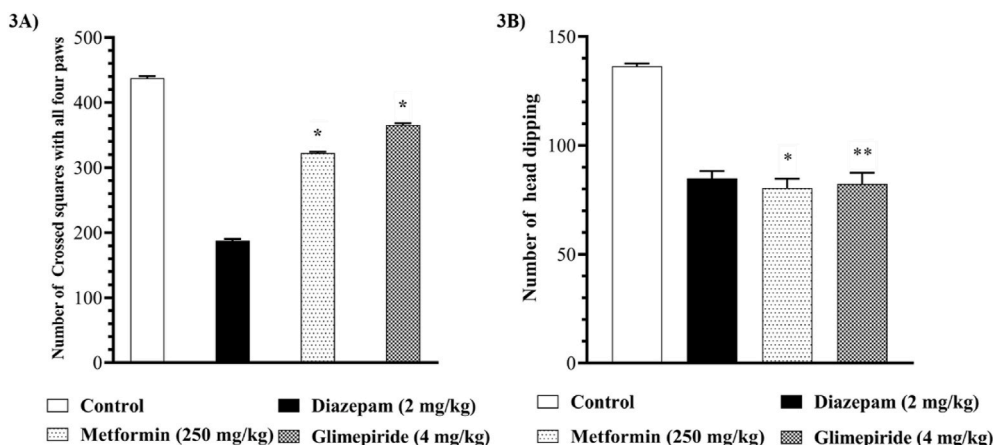 3A)
Number of Crossed squares with all four paws
500
400
300
200
100
0
*
*
Control
Diazepam (2 mg/kg)
Metformin (250 mg/kg)
Glimepiride (4 mg/kg)
3B)
Number of head dipping
150
100
50
0
*
**
Control
Diazepam (2 mg/kg)
Metformin (250 mg/kg)
Glimepiride (4 mg/kg)